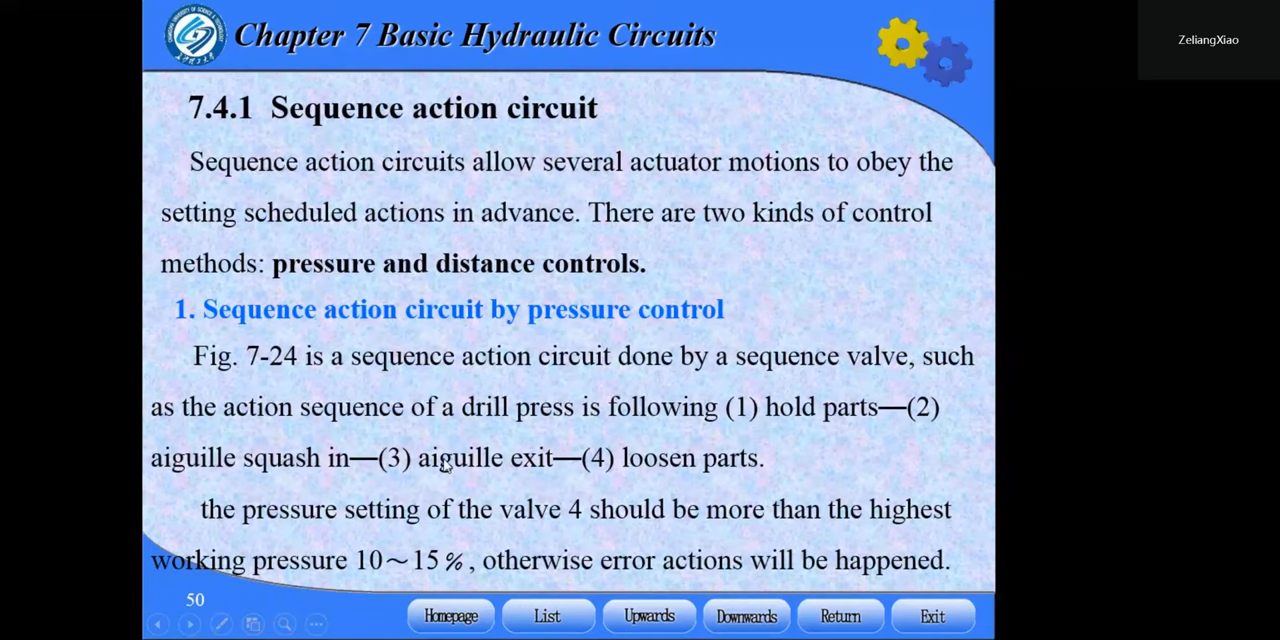 Chapter 7 Basic Hydraulic Circuits
ZeliangXiao
7.4.1 Sequence action circuit
Sequence action circuits allow several actuator motions to obey the
setting scheduled actions in advance. There are two kinds of control
methods: pressure and distance controls.
1. Sequence action circuit by pressure control
Fig. 7-24 is a sequence action circuit done by a sequence valve, such
as the action sequence of a drill press is following (1) hold parts—(2)
aiguille squash in—(3) aiguille exit—(4) loosen parts.
the pressure setting of the valve 4 should be more than the highest
working pressure 10～15%, otherwise error actions will be happened.
50
Homepage List Upwards Downwards Return Exit